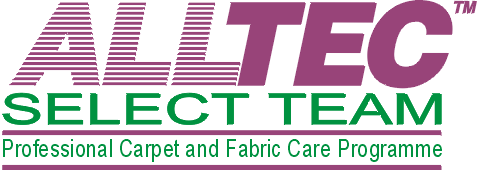 ALLTEC™
SELECT TEAM
Professional Carpet and Fabric Care Programme